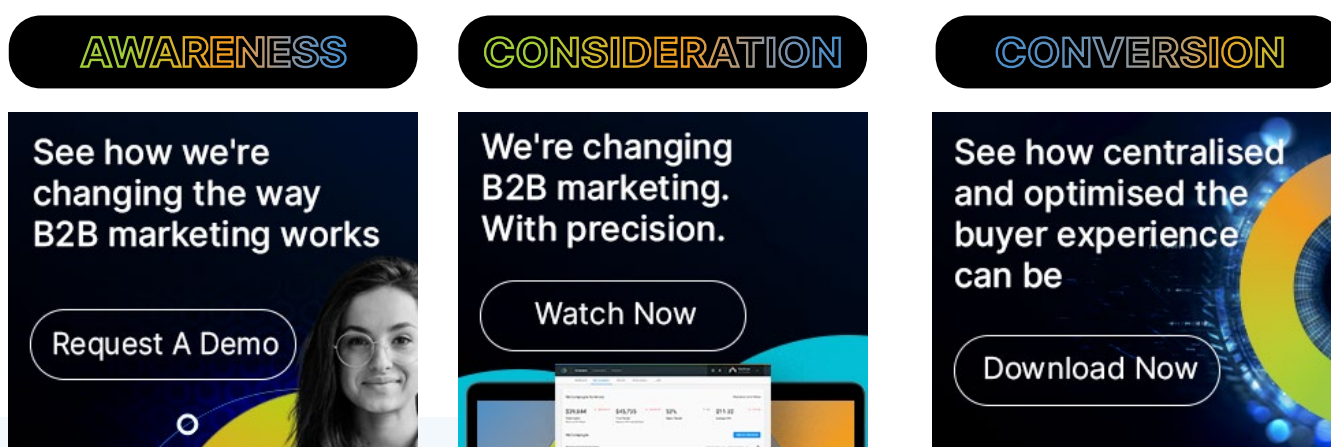 AWARENESS
CONSIDERATION
CONVERSION
See how we're
changing the way
B2B marketing works
Request A Demo
We're changing
B2B marketing.
With precision.
Watch Now
See how centralised
and optimised the
buyer experience
can be
Download Now